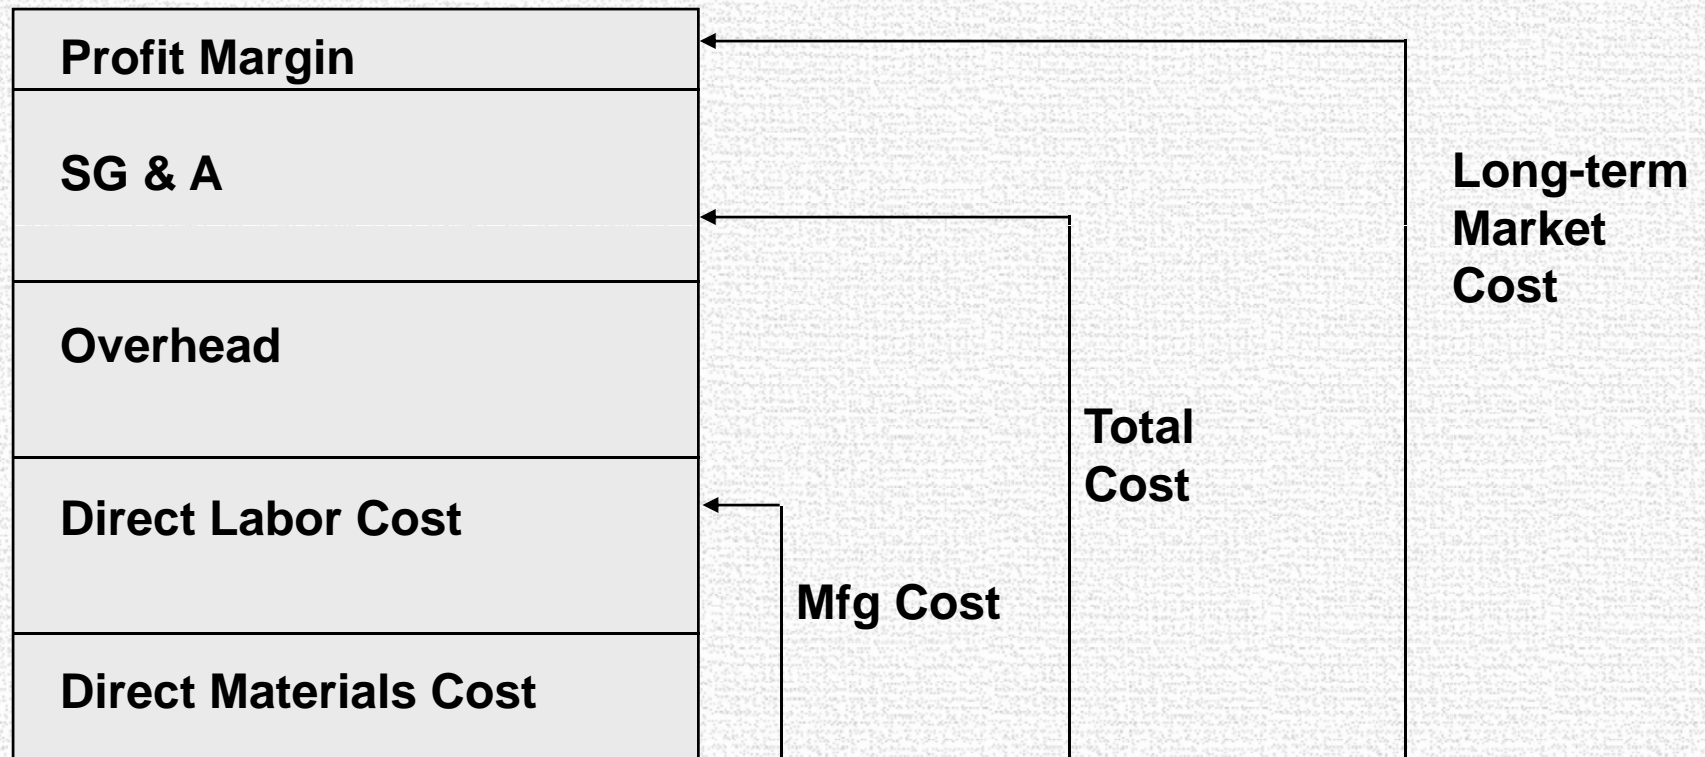 Profit Margin
SG & A
Overhead
Direct Labor Cost
Direct Materials Cost
Mfg Cost
Total
Cost
Long-term
Market
Cost